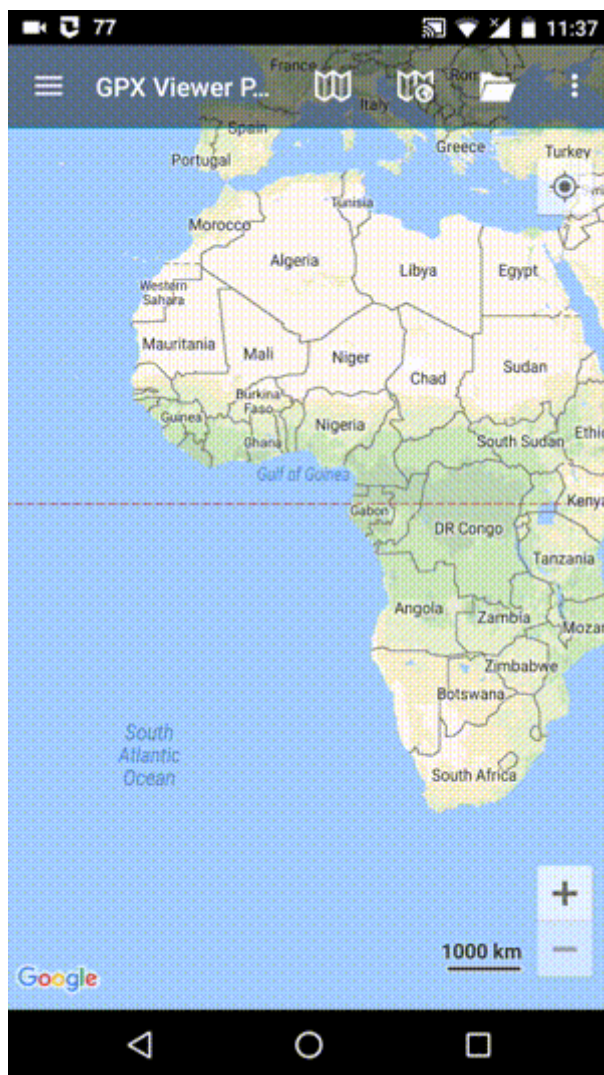 77
11:37
GPX Viewer P...
France
Rom
Italy
Spain
Portugal
Greece
Turkey
Tunisia
Morocco
Algeria
Libya
Egypt
Western
Sahara
Mauritania
Mali
Niger
Chad
Sudan
Burkina
Faso
Guinea
Nigeria
Ghana
South Sudan
Ethi
Gulf of Guinea
Gabon
Kenya
DR Congo
Tanzania
Angola
Zambia
Mozar
Zimbabwe
Botswana
South
Atlantic
Ocean
South Africa
+
1000 km
−
Google